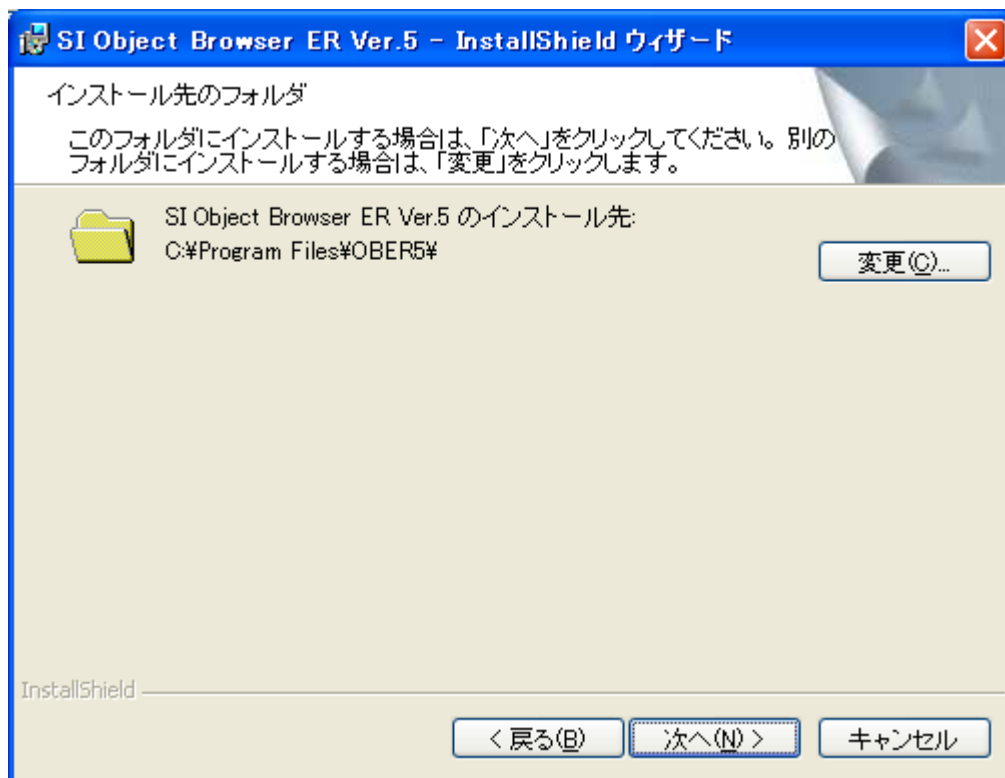 SI Object Browser ER Ver.5 - InstallShield ウィザード
インストール先のフォルダ
このフォルダにインストールする場合は、「次へ」をクリックしてください。別の
フォルダにインストールする場合は、「変更」をクリックします。
SI Object Browser ER Ver.5 のインストール先:
C:¥Program Files¥OBER5¥
変更(C)...
InstallShield
< 戻る(B)
次へ(N) >
キャンセル